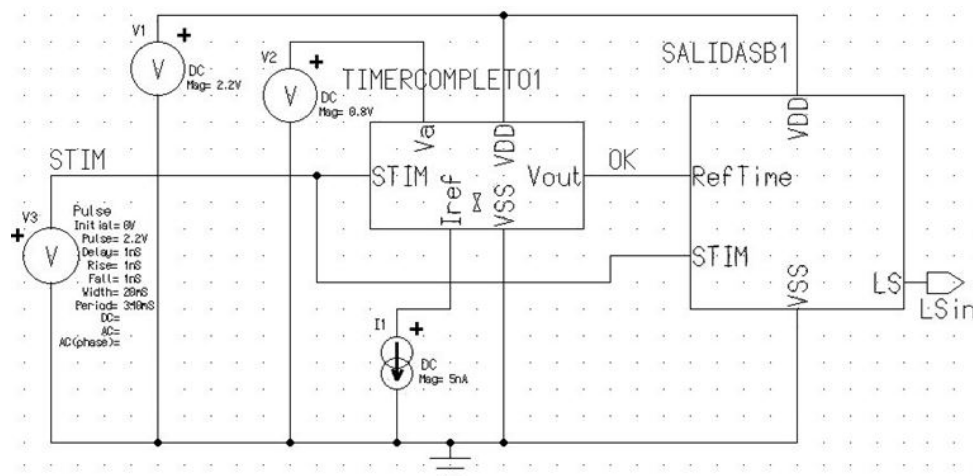 V1
DC
Mag= 2.2V
V2
DC
Mag= 0.8V
TIMERCOMPLETO1
SALIDASB1
STIM
V3
Pulse
Initial= 0V
Pulse= 2.2V
Delay= 1nS
Rise= 1nS
Fall= 1nS
Width= 20mS
Period= 340mS
DC=
AC=
AC(phase)=
V
V
V
STIM
Va
VDD
Iref
VSS
Vout
OK
RefTime
STIM
VDD
VSS
LS
LSin
I1
DC
Mag= 5nA